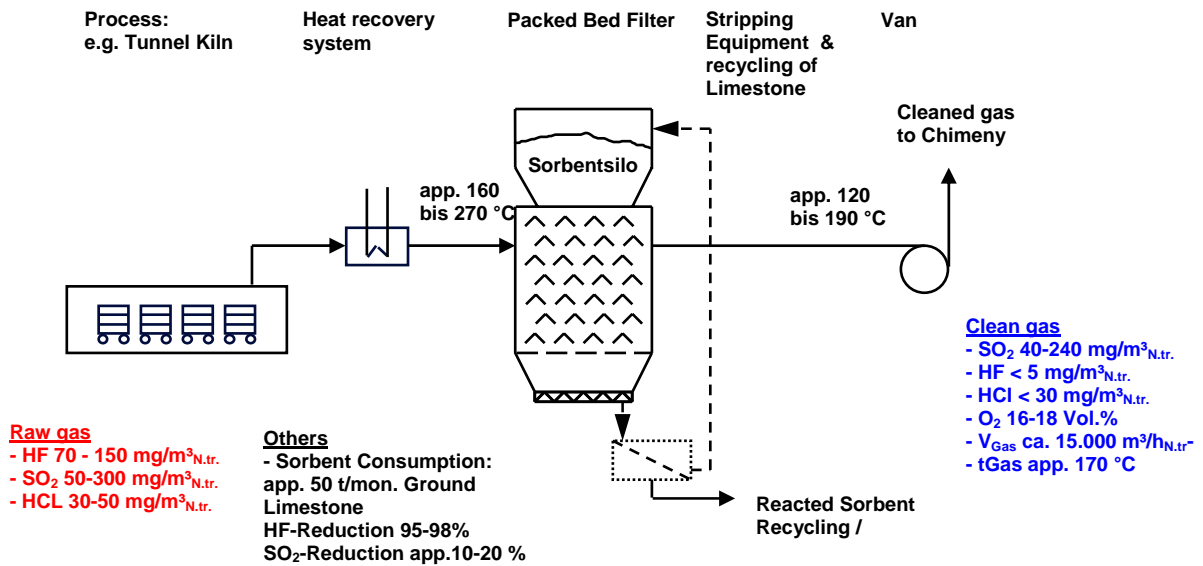 Process:
e.g. Tunnel Kiln
Heat recovery
system
Packed Bed Filter
Stripping
Equipment &
recycling of
Limestone
Van
Cleaned gas
to Chimeny
Sorbentsilo
app. 160
bis 270 °C
app. 120
bis 190 °C
Raw gas
- HF 70 - 150 mg/m³N.tr.
- SO2 50-300 mg/m³N.tr.
- HCL 30-50 mg/m³N.tr.
Others
- Sorbent Consumption:
app. 50 t/mon. Ground
Limestone
HF-Reduction 95-98%
SO2-Reduction app.10-20 %
Reacted Sorbent
Recycling /
Clean gas
- SO2 40-240 mg/m³N.tr.
- HF < 5 mg/m³N.tr.
- HCl < 30 mg/m³N.tr.
- O2 16-18 Vol.%
- VGas ca. 15.000 m³/hN.tr-
- tGas app. 170 °C